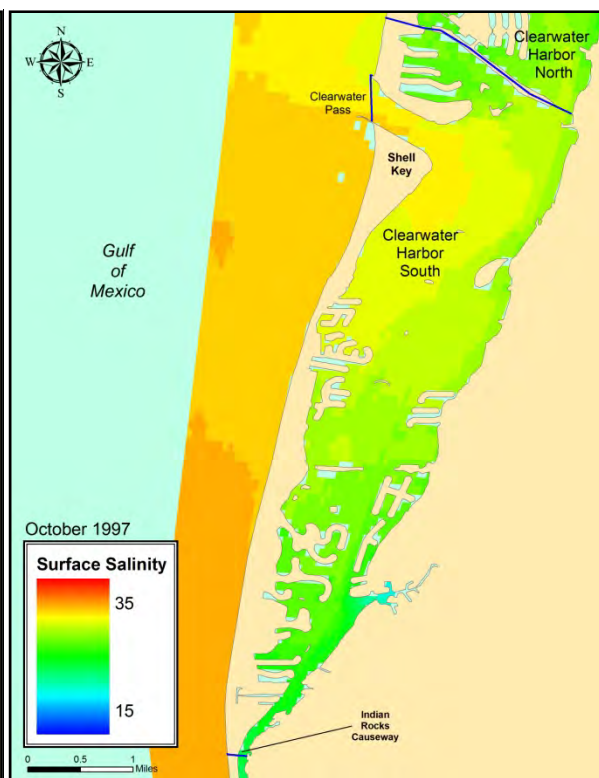 N
W
E
S
Clearwater
Harbor
North
Clearwater
Pass
Shell
Key
Clearwater
Harbor
South
Gulf
of
Mexico
October 1997
Surface Salinity
35
15
0 0.5 1
Miles
Indian
Rocks
Causeway